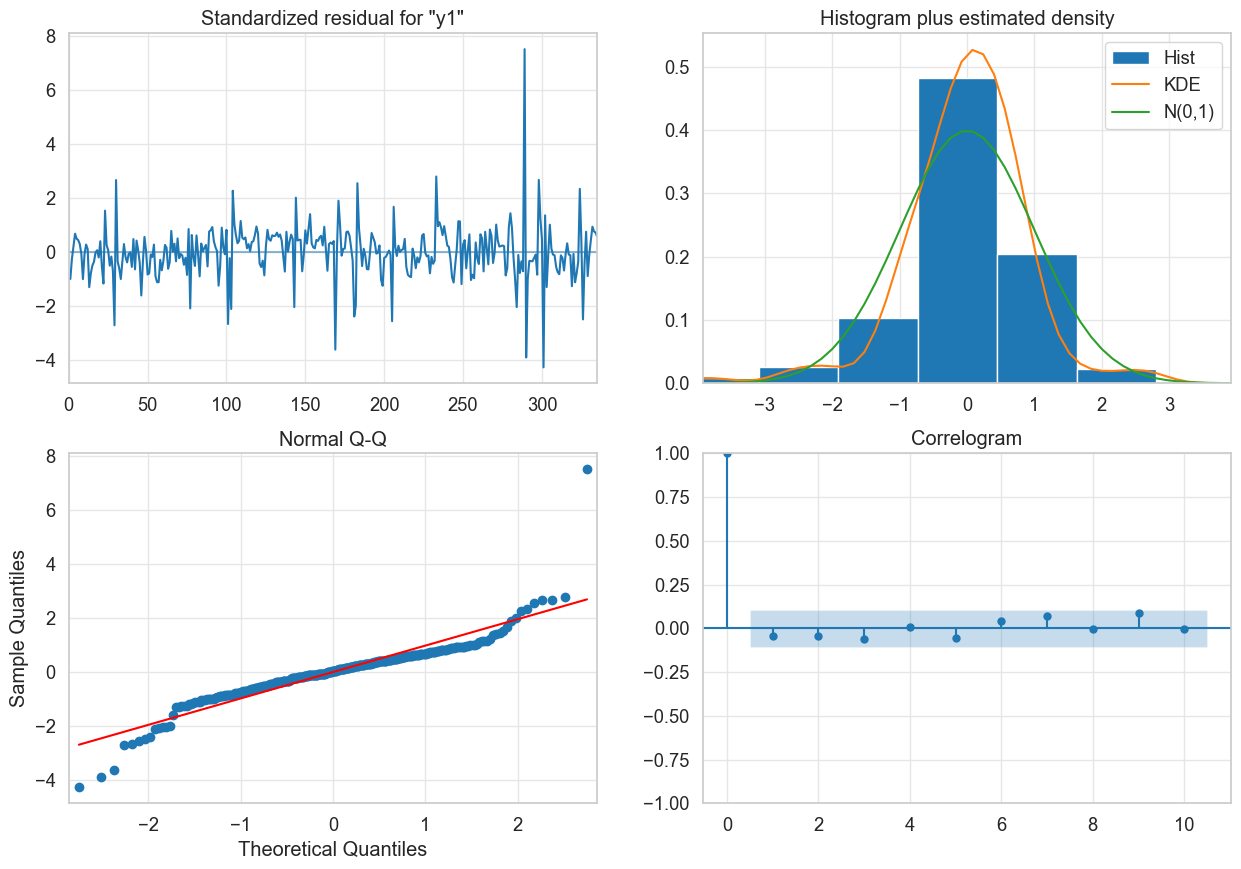 Standardized residual for "y1"
8
6
4
2
0
−2
−4
0 50 100 150 200 250 300
Histogram plus estimated density
Hist
KDE
N(0,1)
0.5
0.4
0.3
0.2
0.1
0.0
−3 −2 −1 0 1 2 3
Normal Q-Q
Sample Quantiles
8
6
4
2
0
−2
−4
−2 −1 0 1 2
Theoretical Quantiles
Correlogram
1.00
0.75
0.50
0.25
0.00
−0.25
−0.50
−0.75
−1.00
0 2 4 6 8 10